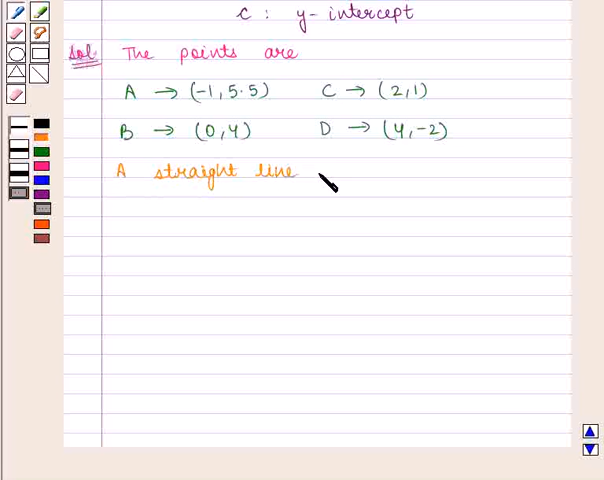 c : y-intercept
Sol. The points are
A → (-1, 5.5) C → (2,1)
B → (0,4) D → (4,-2)
A straight line